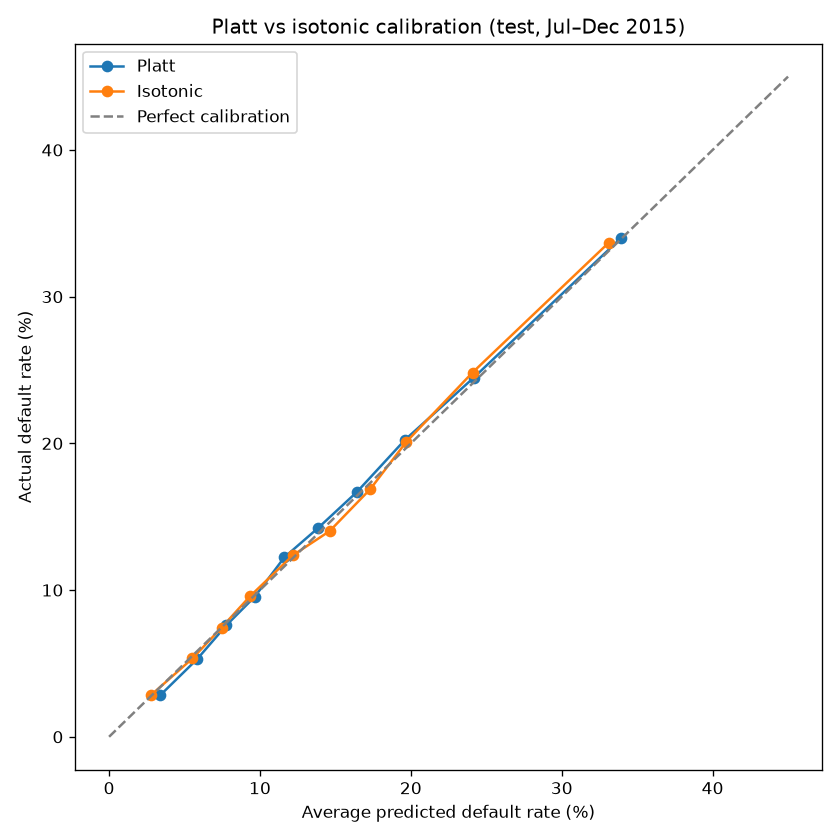 Platt vs isotonic calibration (test, Jul–Dec 2015)
Platt
Isotonic
Perfect calibration
40
30
20
10
0
Actual default rate (%)
0 10 20 30 40
Average predicted default rate (%)